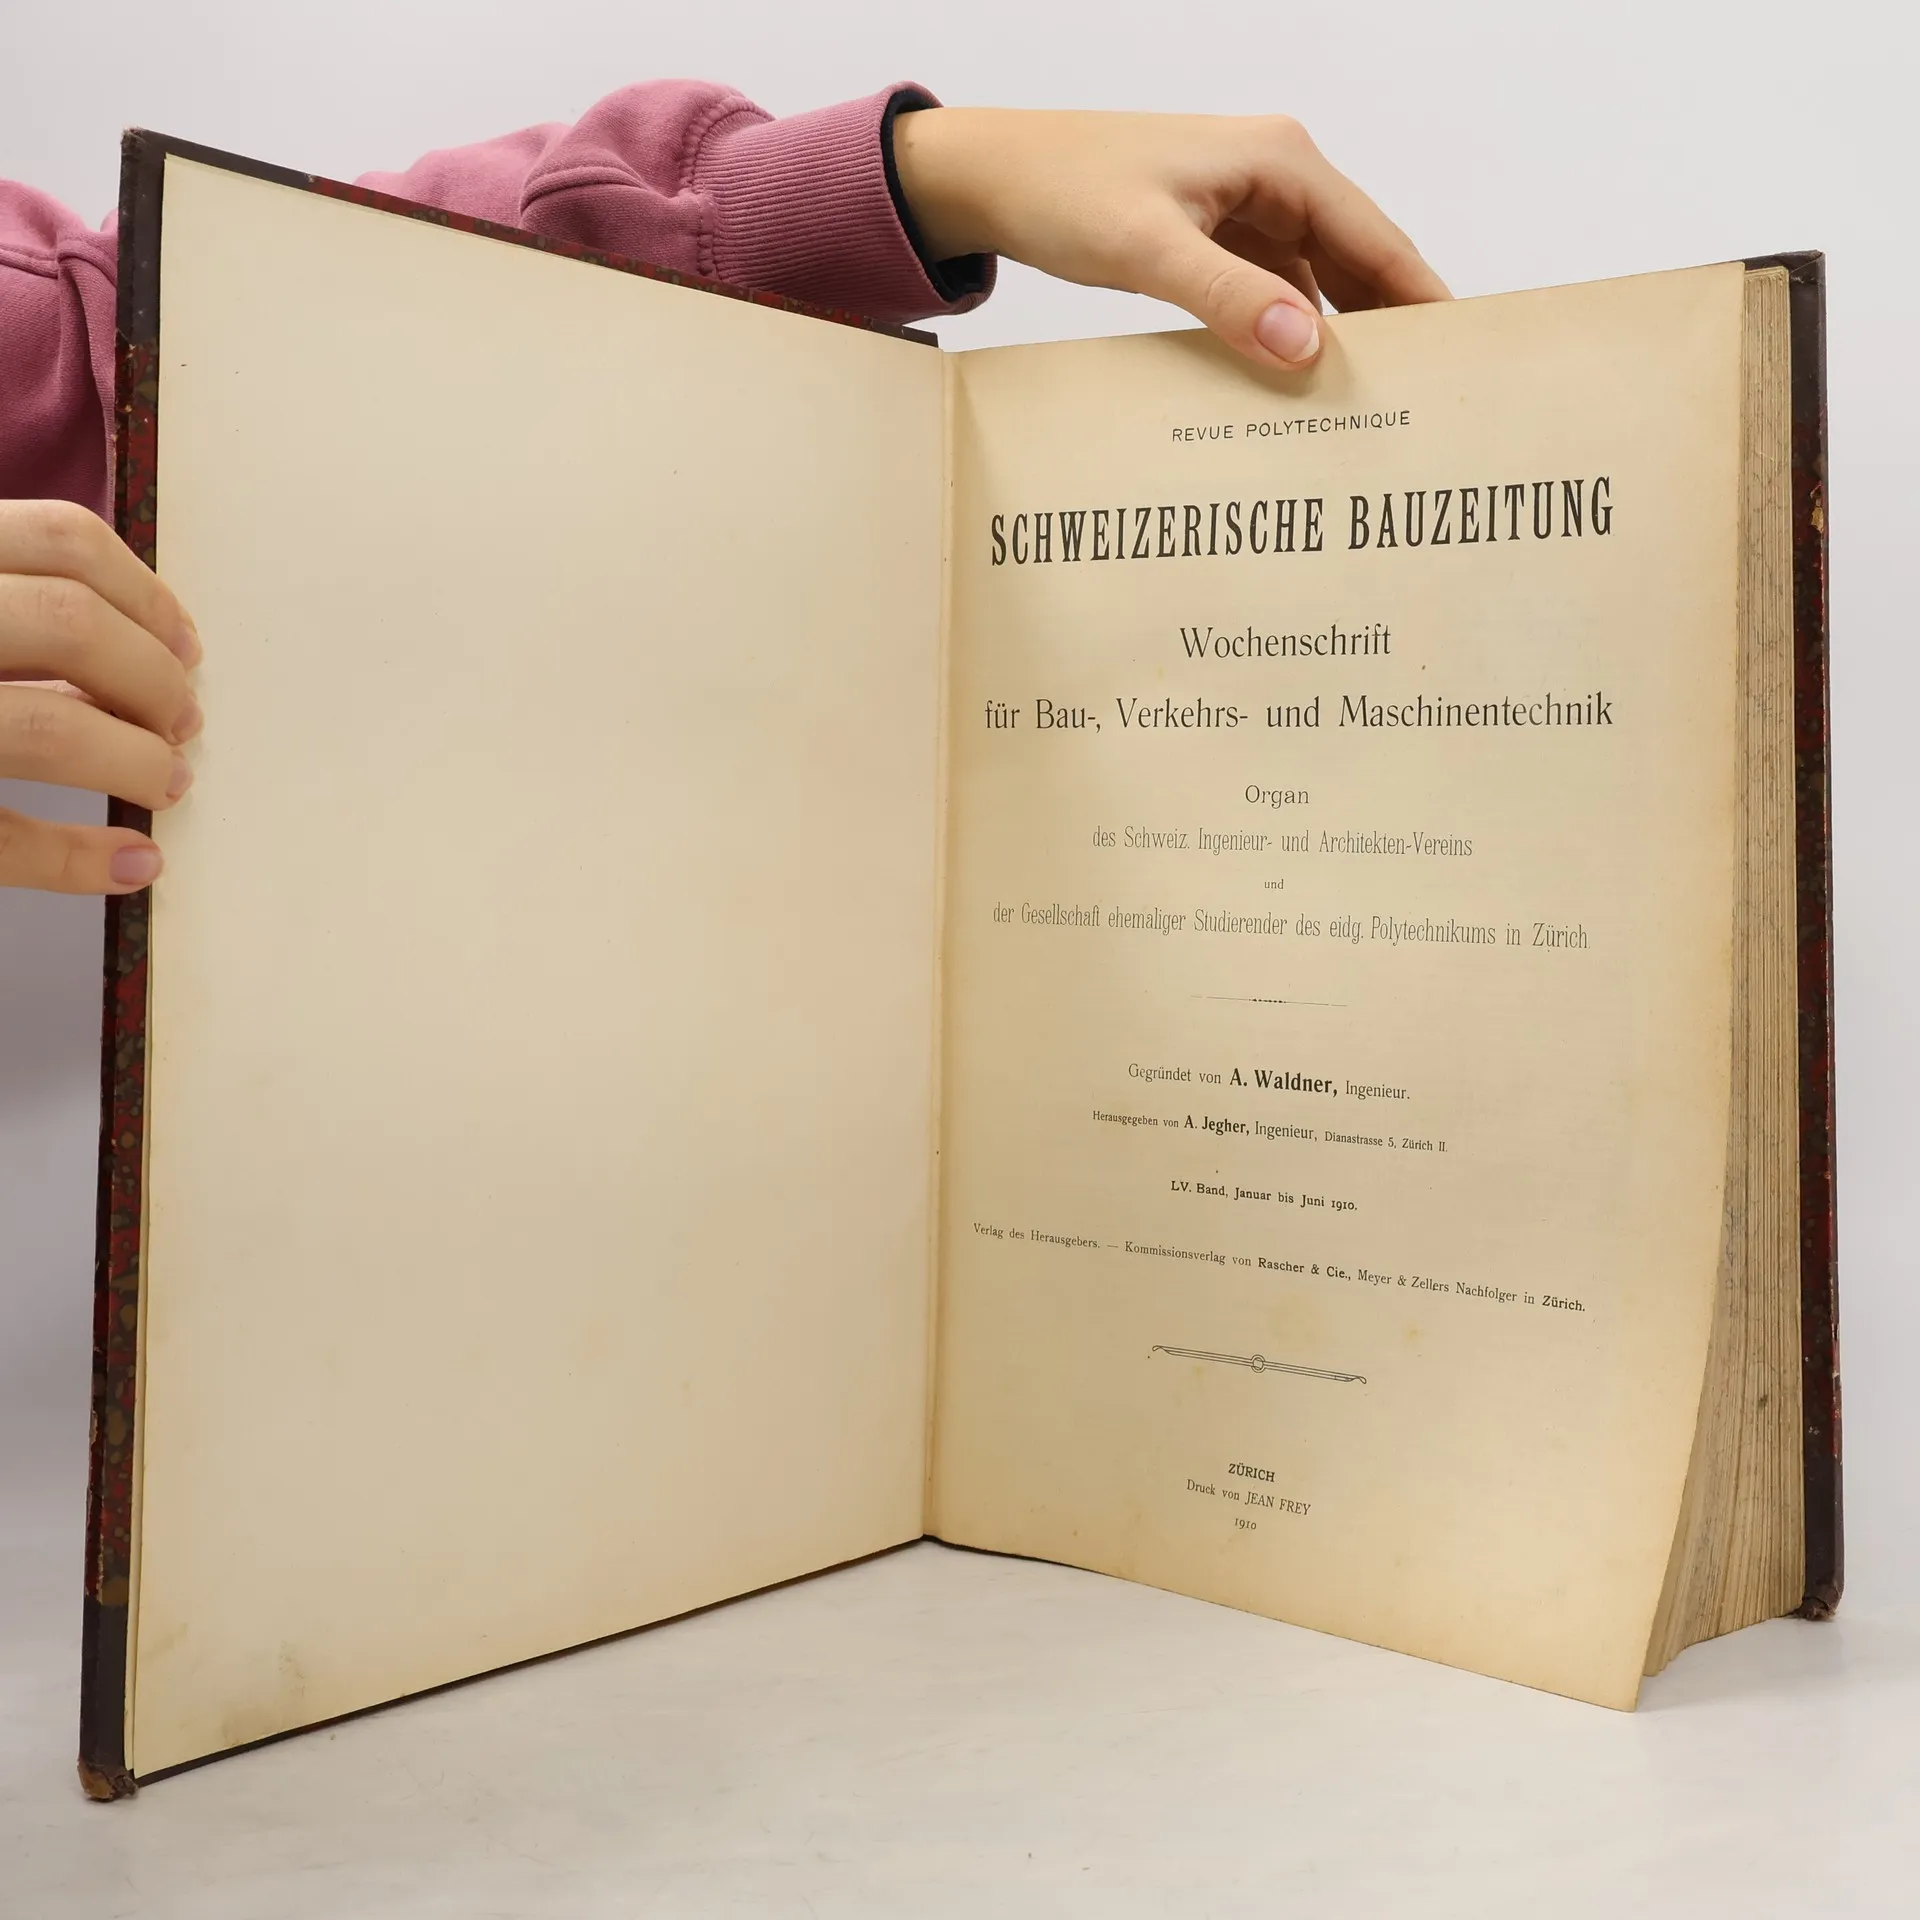 REVUE POLYTECHNIQUE
SCHWEIZERISCHE BAUZEITUNG
Wochenschrift
für Bau-, Verkehrs- und Maschinentechnik
Organ
des Schweiz. Ingenieur- und Architekten-Vereins
und
der Gesellschaft ehemaliger Studierender des eidg. Polytechnikums in Zürich.
Gegründet von A. Waldner, Ingenieur.
Herausgegeben von A. Jegher, Ingenieur, Dianastrasse 5, Zürich II.
LV. Band, Januar bis Juni 1910.
Verlag des Herausgebers. — Kommissionsverlag von Rascher & Cie., Meyer & Zellers Nachfolger in Zürich.
ZÜRICH
Druck von JEAN FREY
1910